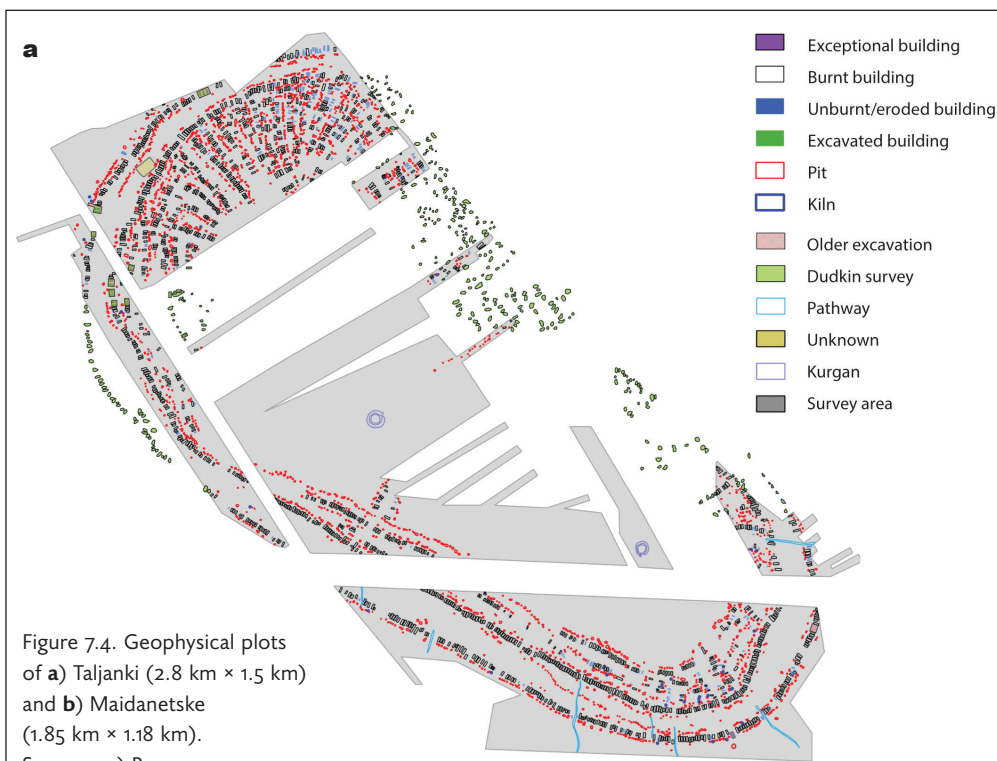 a
Exceptional building
Burnt building
Unburnt/eroded building
Excavated building
Pit
Kiln
Older excavation
Dudkin survey
Pathway
Unknown
Kurgan
Survey area
Figure 7.4. Geophysical plots
of a) Taljanki (2.8 km × 1.5 km)
and b) Maidanetske
(1.85 km × 1.18 km).